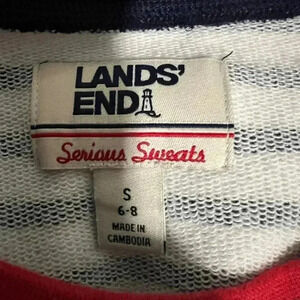 LANDS'
END
Serious Sweats
S
6-8
MADE IN
CAMBODIA